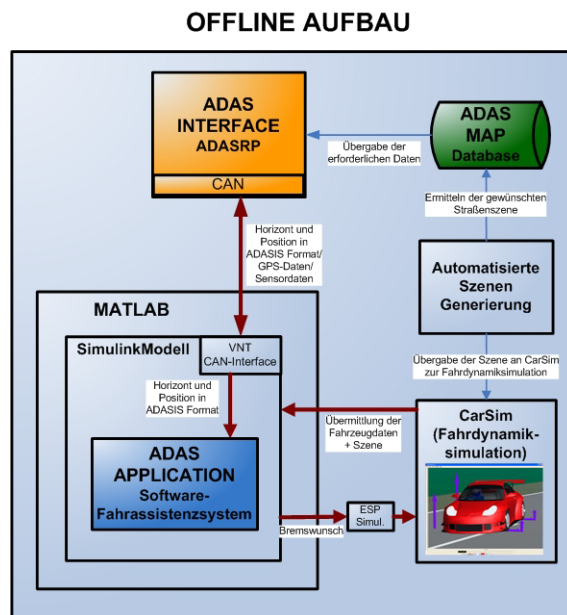 OFFLINE AUFBAU
ADAS
INTERFACE
ADASRP
CAN
ADAS
MAP
Database
Übergabe der
erforderlichen Daten
Ermitteln der gewünschten
Straßenszene
Horizont und
Position in
ADASIS Format/
GPS-Daten/
Sensordaten
Automatisierte
Szenen
Generierung
MATLAB
SimulinkModell
VNT
CAN-Interface
Übergabe der Szene an CarSim
zur Fahrdynamiksimulation
Horizont und
Position in
ADASIS Format
Übermittlung der
Fahrzeugdaten
+ Szene
CarSim
(Fahrdynamik-
simulation)
ADAS
APPLICATION
Software-
Fahrassistenzsystem
Bremswunsch
ESP
Simul.